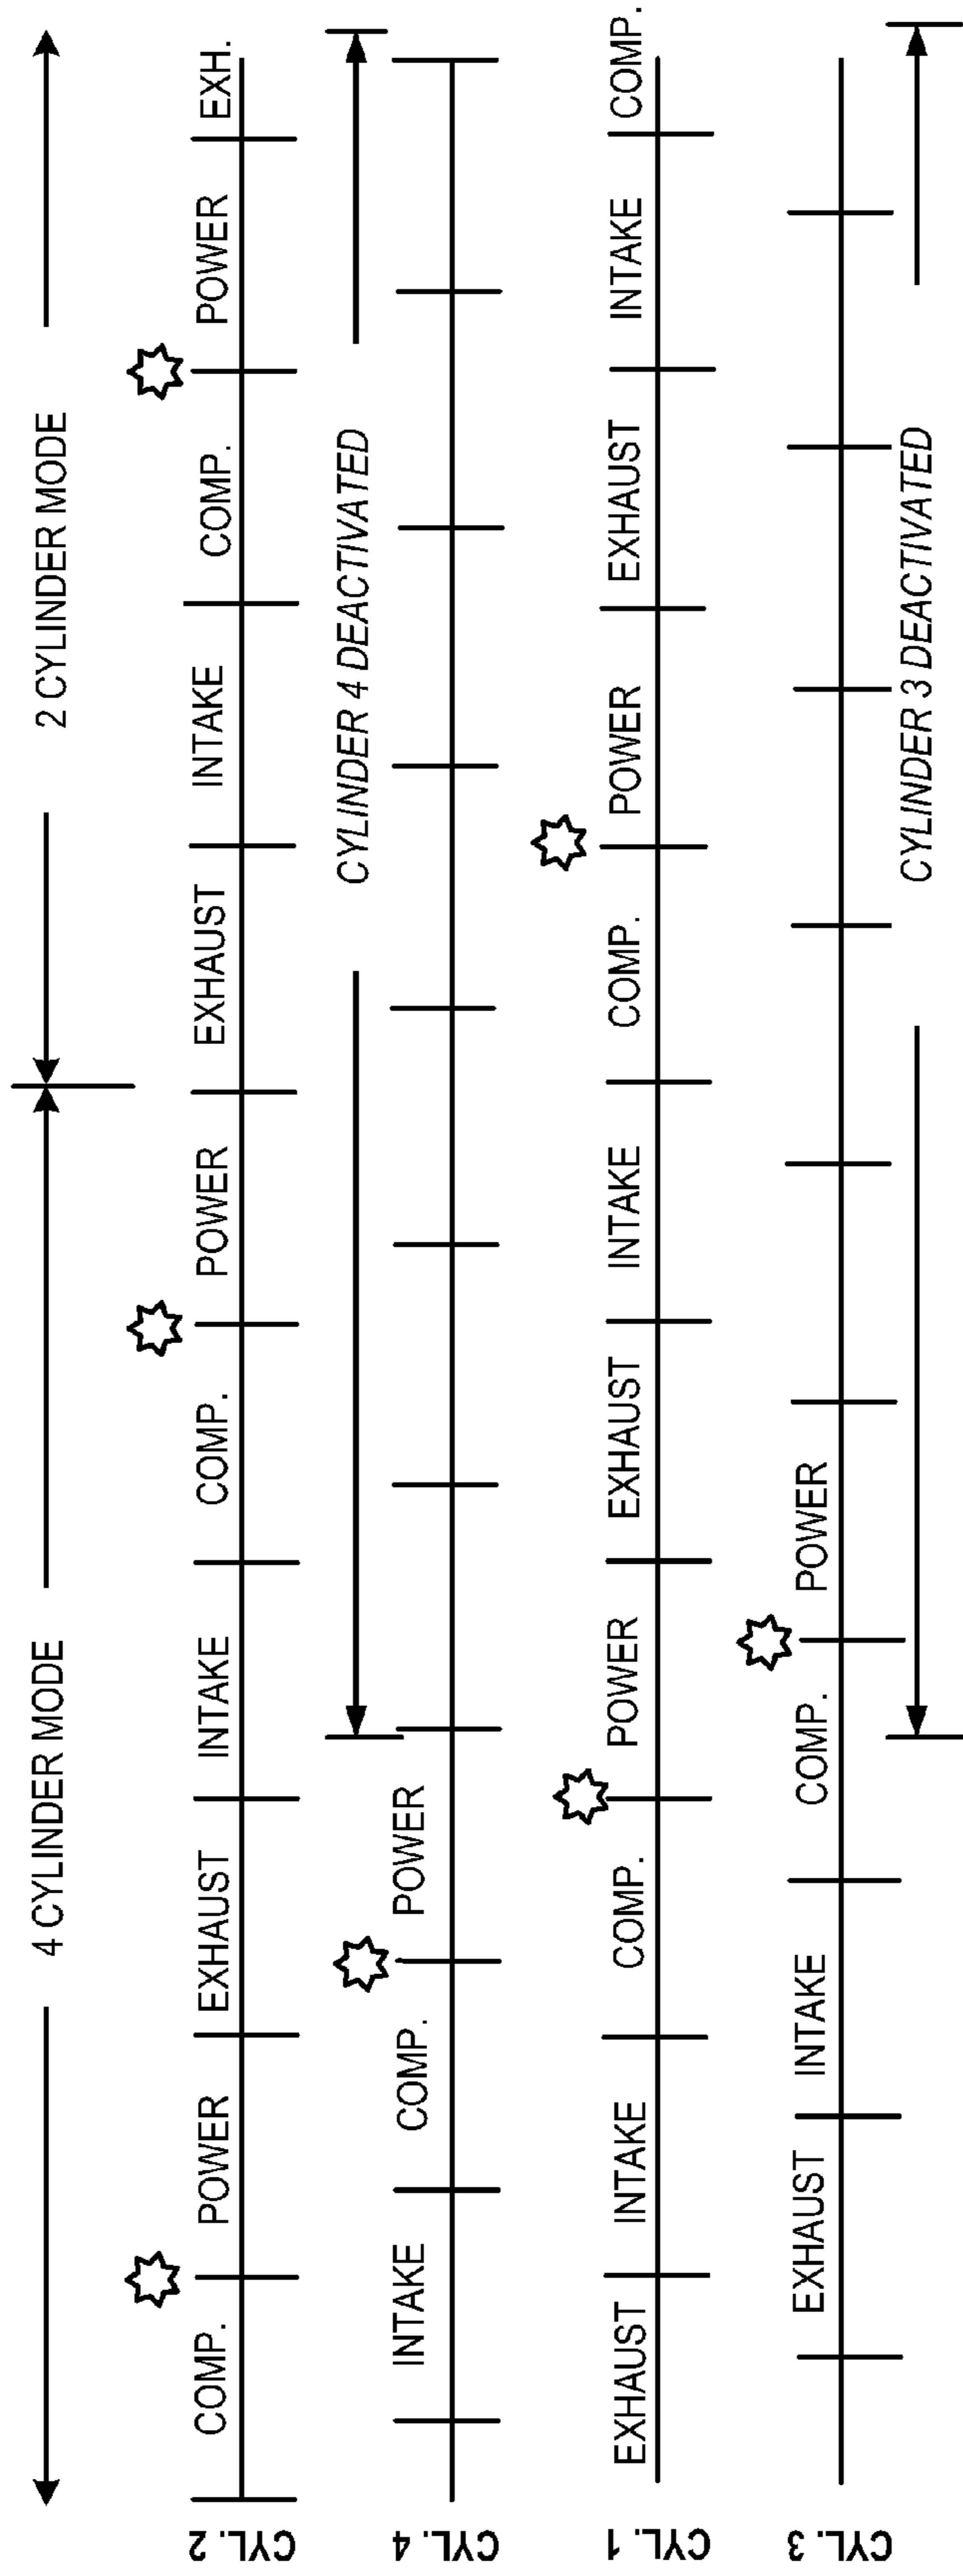 4 CYLINDER MODE
2 CYLINDER MODE
CYL. 2
COMP.
POWER
EXHAUST
INTAKE
COMP.
POWER
EXHAUST
INTAKE
COMP.
POWER
EXH.
CYLINDER 4 DEACTIVATED
CYL. 4
INTAKE
COMP.
POWER
CYL. 1
EXHAUST
INTAKE
COMP.
POWER
EXHAUST
INTAKE
COMP.
POWER
EXHAUST
INTAKE
COMP.
CYL. 3
EXHAUST
INTAKE
COMP.
POWER
CYLINDER 3 DEACTIVATED